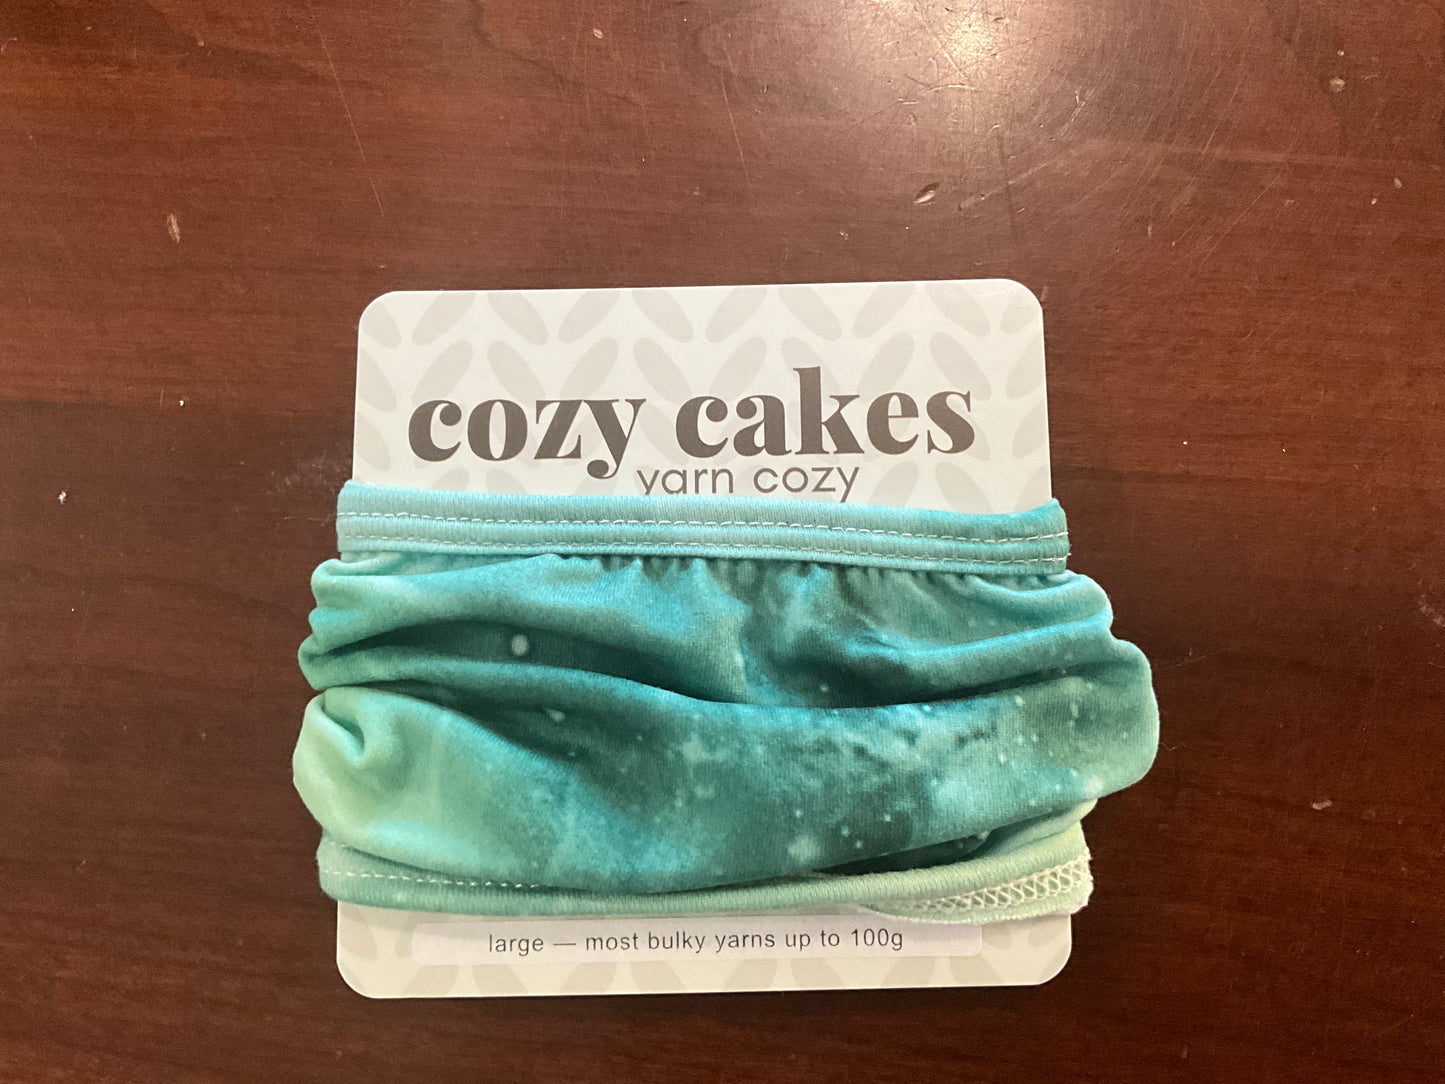 cozy cakes
yarn cozy
large — most bulky yarns up to 100g